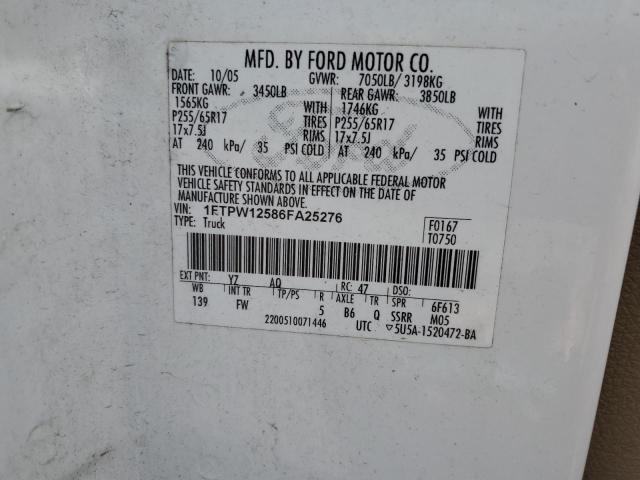 MFD. BY FORD MOTOR CO.
DATE: 10/05 GVWR: 7050LB/ 3198KG
FRONT GAWR: 3450LB REAR GAWR: 3850LB
1565KG WITH 1746KG WITH
P255/65R17 TIRES P255/65R17 TIRES
17x7.5J RIMS 17x7.5J RIMS
AT 240 kPa/ 35 PSI COLD AT 240 kPa/ 35 PSI COLD
THIS VEHICLE CONFORMS TO ALL APPLICABLE FEDERAL MOTOR
VEHICLE SAFETY STANDARDS IN EFFECT ON THE DATE OF
MANUFACTURE SHOWN ABOVE.
VIN: 1FTPW12586FA25276 F0167
TYPE: Truck T0750
EXT PNT: YZ AQ RC: 47 DSO:
WB INT TR TP/PS R AXLE TR SPR 6F613
139 FW 5 B6 Q SSRR M05
2200510071446 UTC ▽5U5A-1520472-BA
Ford